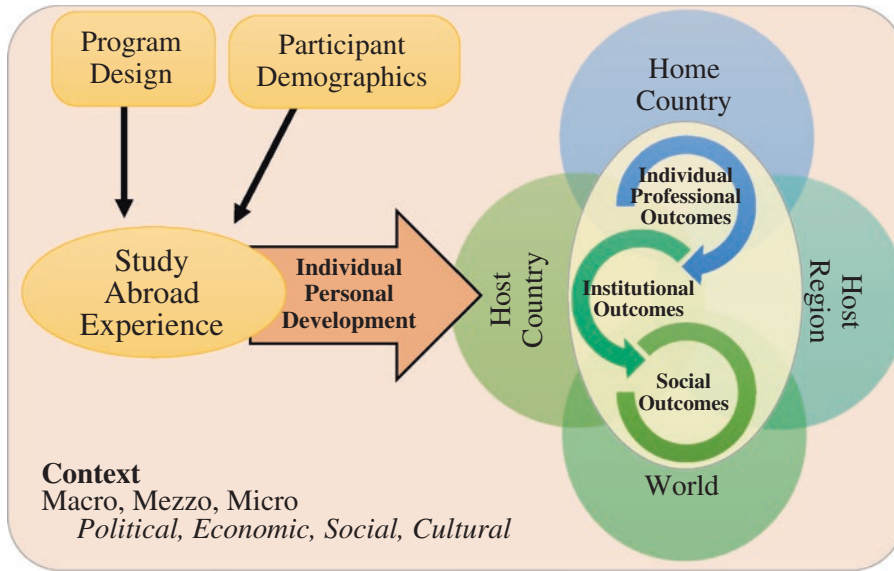 Program
Design
Participant
Demographics
Study
Abroad
Experience
Individual
Personal
Development
Home
Country
Individual
Professional
Outcomes
Host
Country
Institutional
Outcomes
Host
Region
Social
Outcomes
World
Context
Macro, Mezzo, Micro
Political, Economic, Social, Cultural